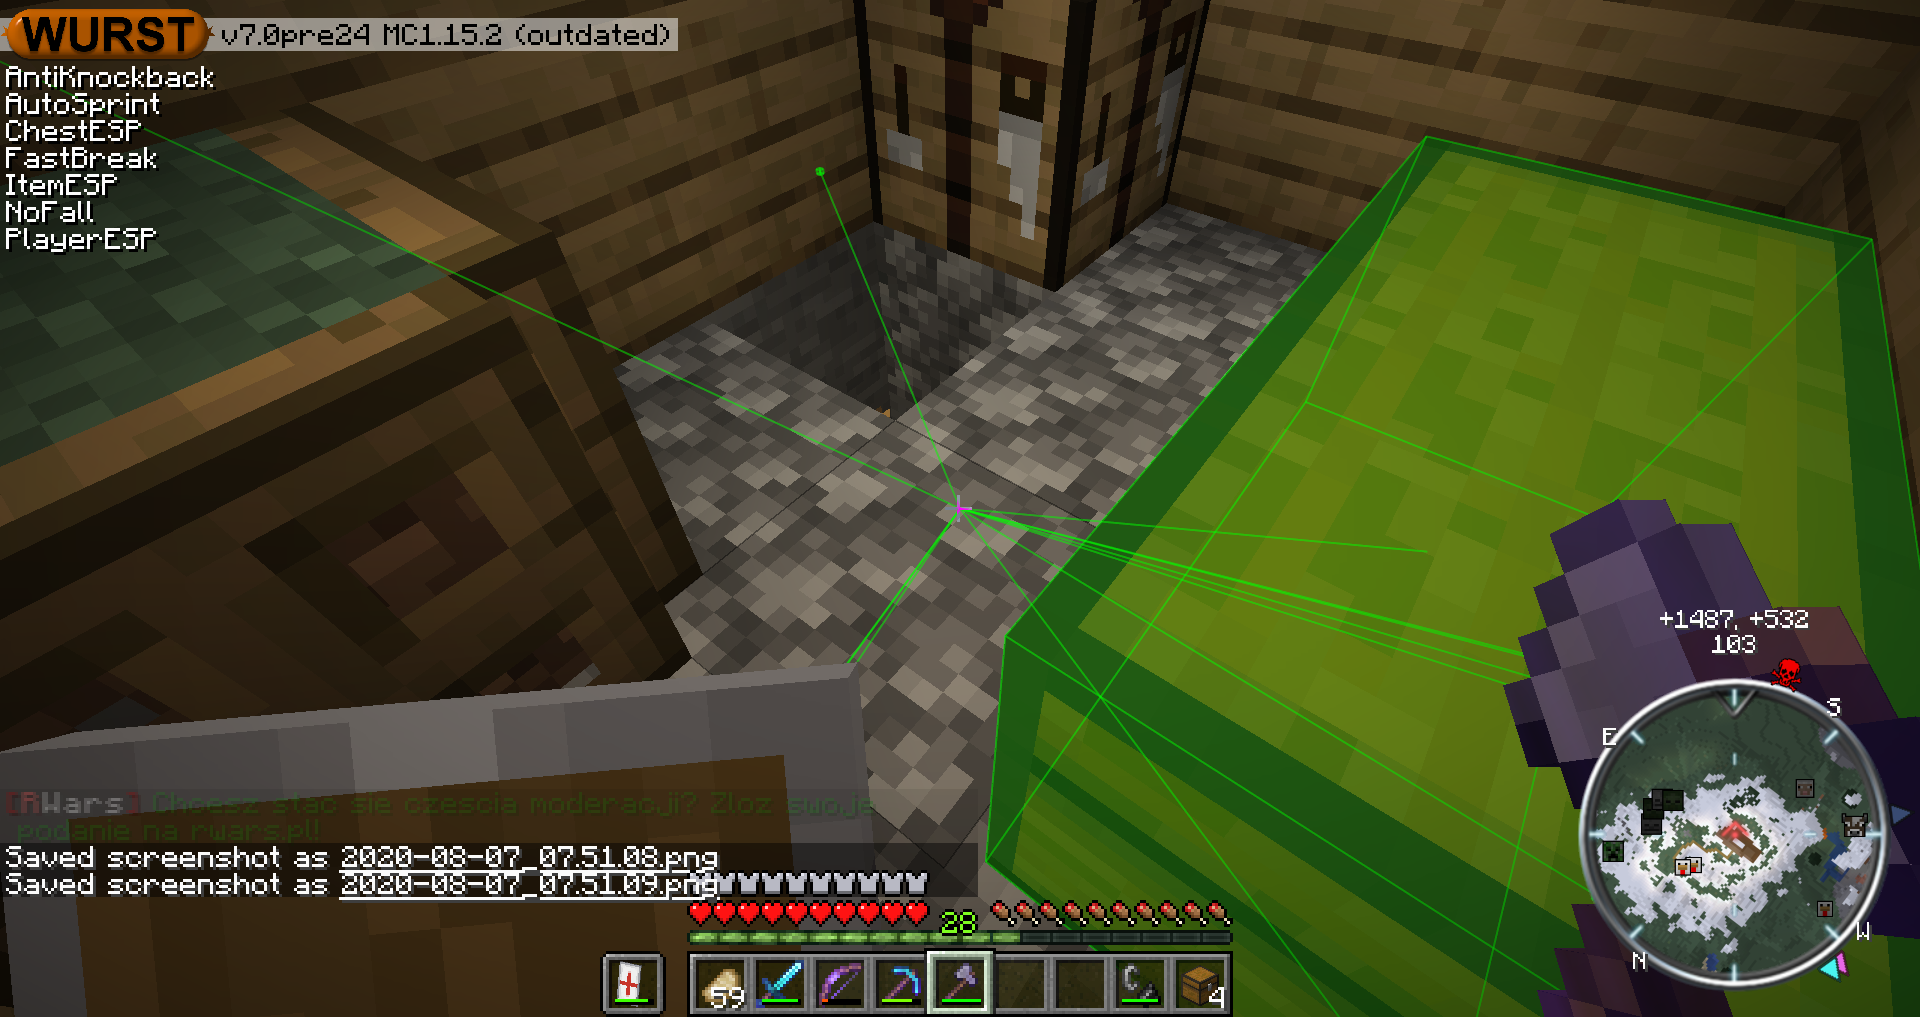 WURST v7.0pre24 MC1.15.2 (outdated)
AntiKnockback
AutoSprint
ChestESP
FastBreak
ItemESP
NoFall
PlayerESP
+1487, +532
103
S
E
[RWars] Chcesz stac sie czescia moderacji? Zloz swoje
podanie na rwars.pl!
Saved screenshot as 2020-08-07_07.51.08.png
Saved screenshot as 2020-08-07_07.51.09.png
W
N
28
59
4